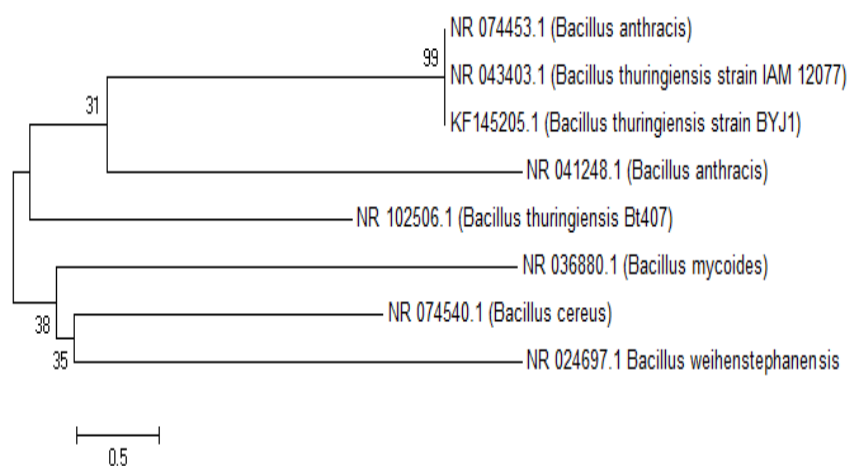 NR 074453.1 (Bacillus anthracis)
99
NR 043403.1 (Bacillus thuringiensis strain IAM 12077)
31
KF145205.1 (Bacillus thuringiensis strain BYJ1)
NR 041248.1 (Bacillus anthracis)
NR 102506.1 (Bacillus thuringiensis Bt407)
NR 036880.1 (Bacillus mycoides)
NR 074540.1 (Bacillus cereus)
38
35
NR 024697.1 Bacillus weihenstephanensis
0.5